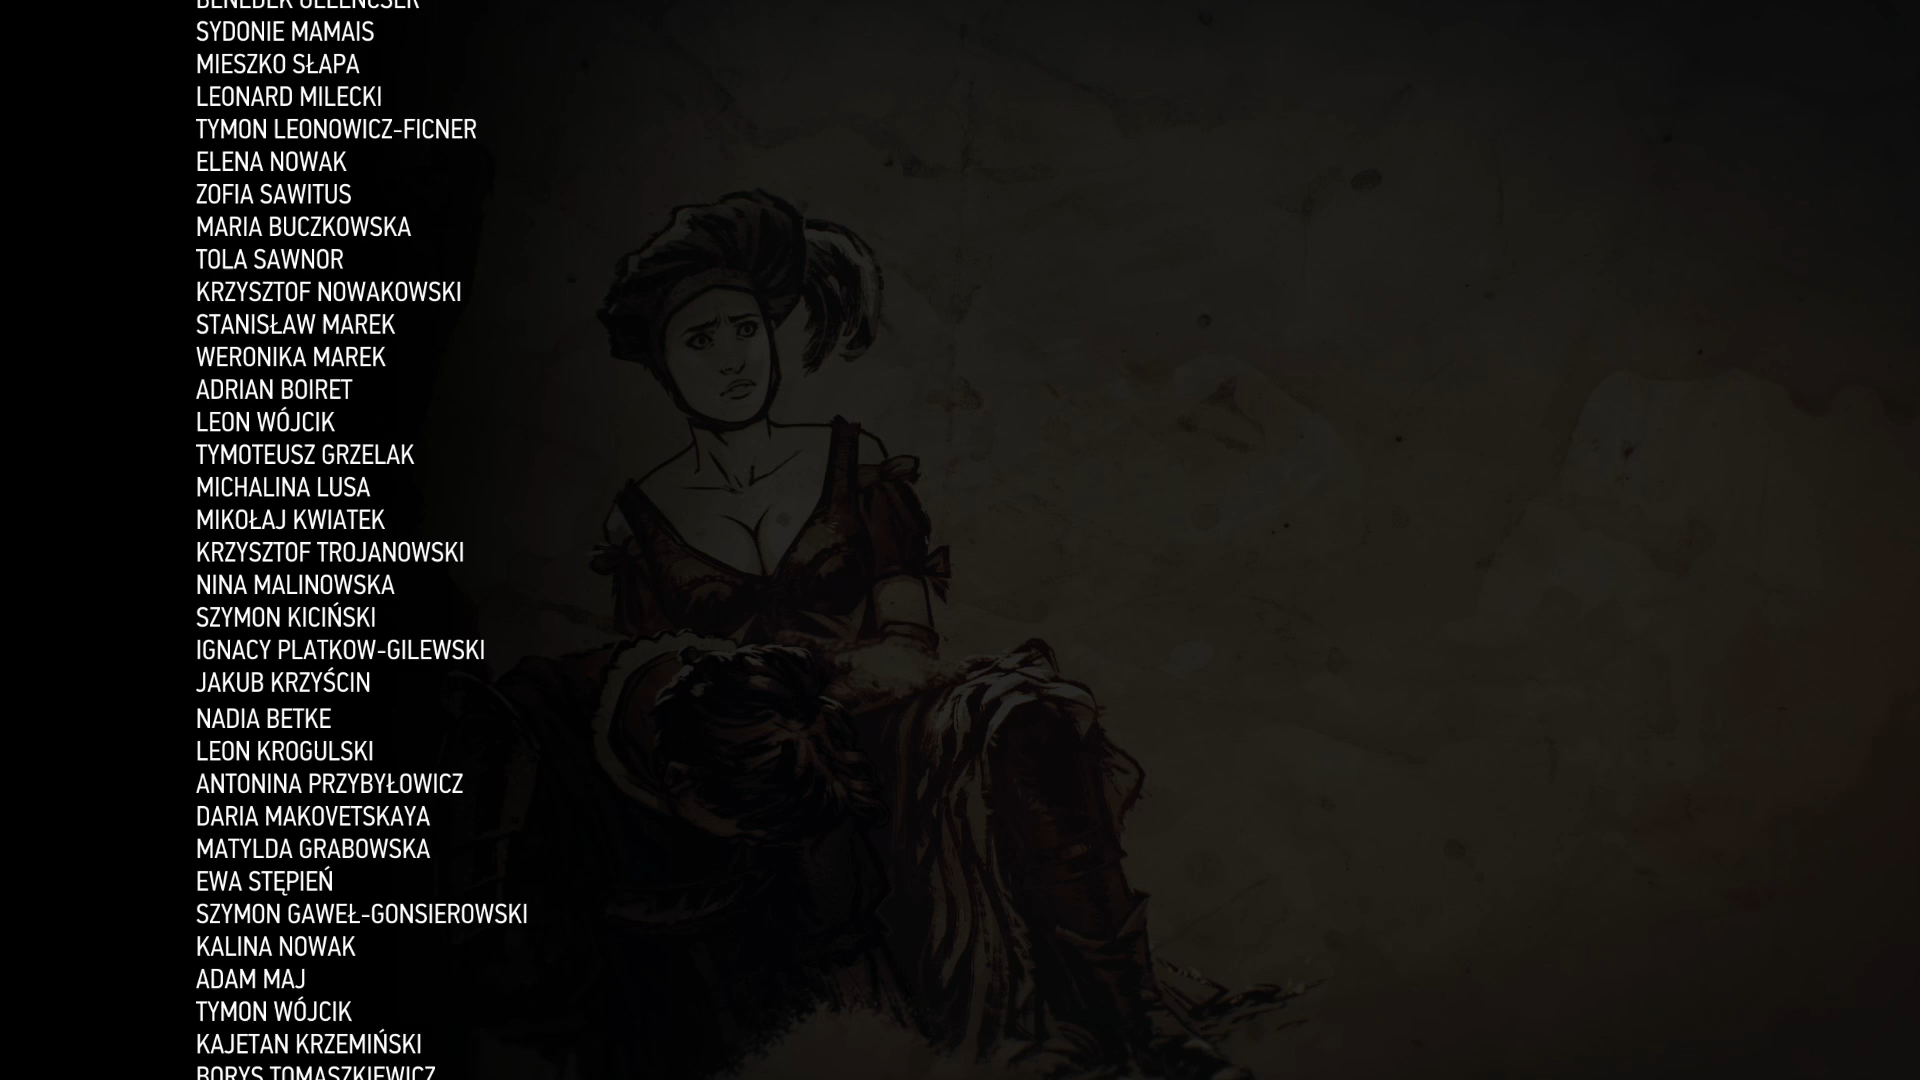 SYDONIE MAMAIS
MIESZKO SŁAPA
LEONARD MILECKI
TYMON LEONOWICZ-FICNER
ELENA NOWAK
ZOFIA SAWITUS
MARIA BUCZKOWSKA
TOLA SAWNOR
KRZYSZTOF NOWAKOWSKI
STANISŁAW MAREK
WERONIKA MAREK
ADRIAN BOIRET
LEON WÓJCIK
TYMOTEUSZ GRZELAK
MICHALINA LUSA
MIKOŁAJ KWIATEK
KRZYSZTOF TROJANOWSKI
NINA MALINOWSKA
SZYMON KICIŃSKI
IGNACY PLATKOW-GILEWSKI
JAKUB KRZYŚCIN
NADIA BETKE
LEON KROGULSKI
ANTONINA PRZYBYŁOWICZ
DARIA MAKOVETSKAYA
MATYLDA GRABOWSKA
EWA STĘPIEŃ
SZYMON GAWEŁ-GONSIEROWSKI
KALINA NOWAK
ADAM MAJ
TYMON WÓJCIK
KAJETAN KRZEMIŃSKI
BORYS TOMASZKIEWICZ